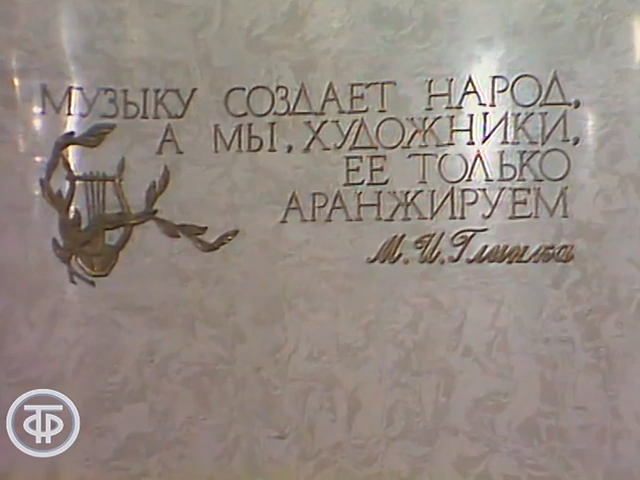 МУЗЫКУ СОЗДАЕТ НАРОД,
А МЫ, ХУДОЖНИКИ,
ЕЕ ТОЛЬКО
АРАНЖИРУЕМ
М. И. Глинка